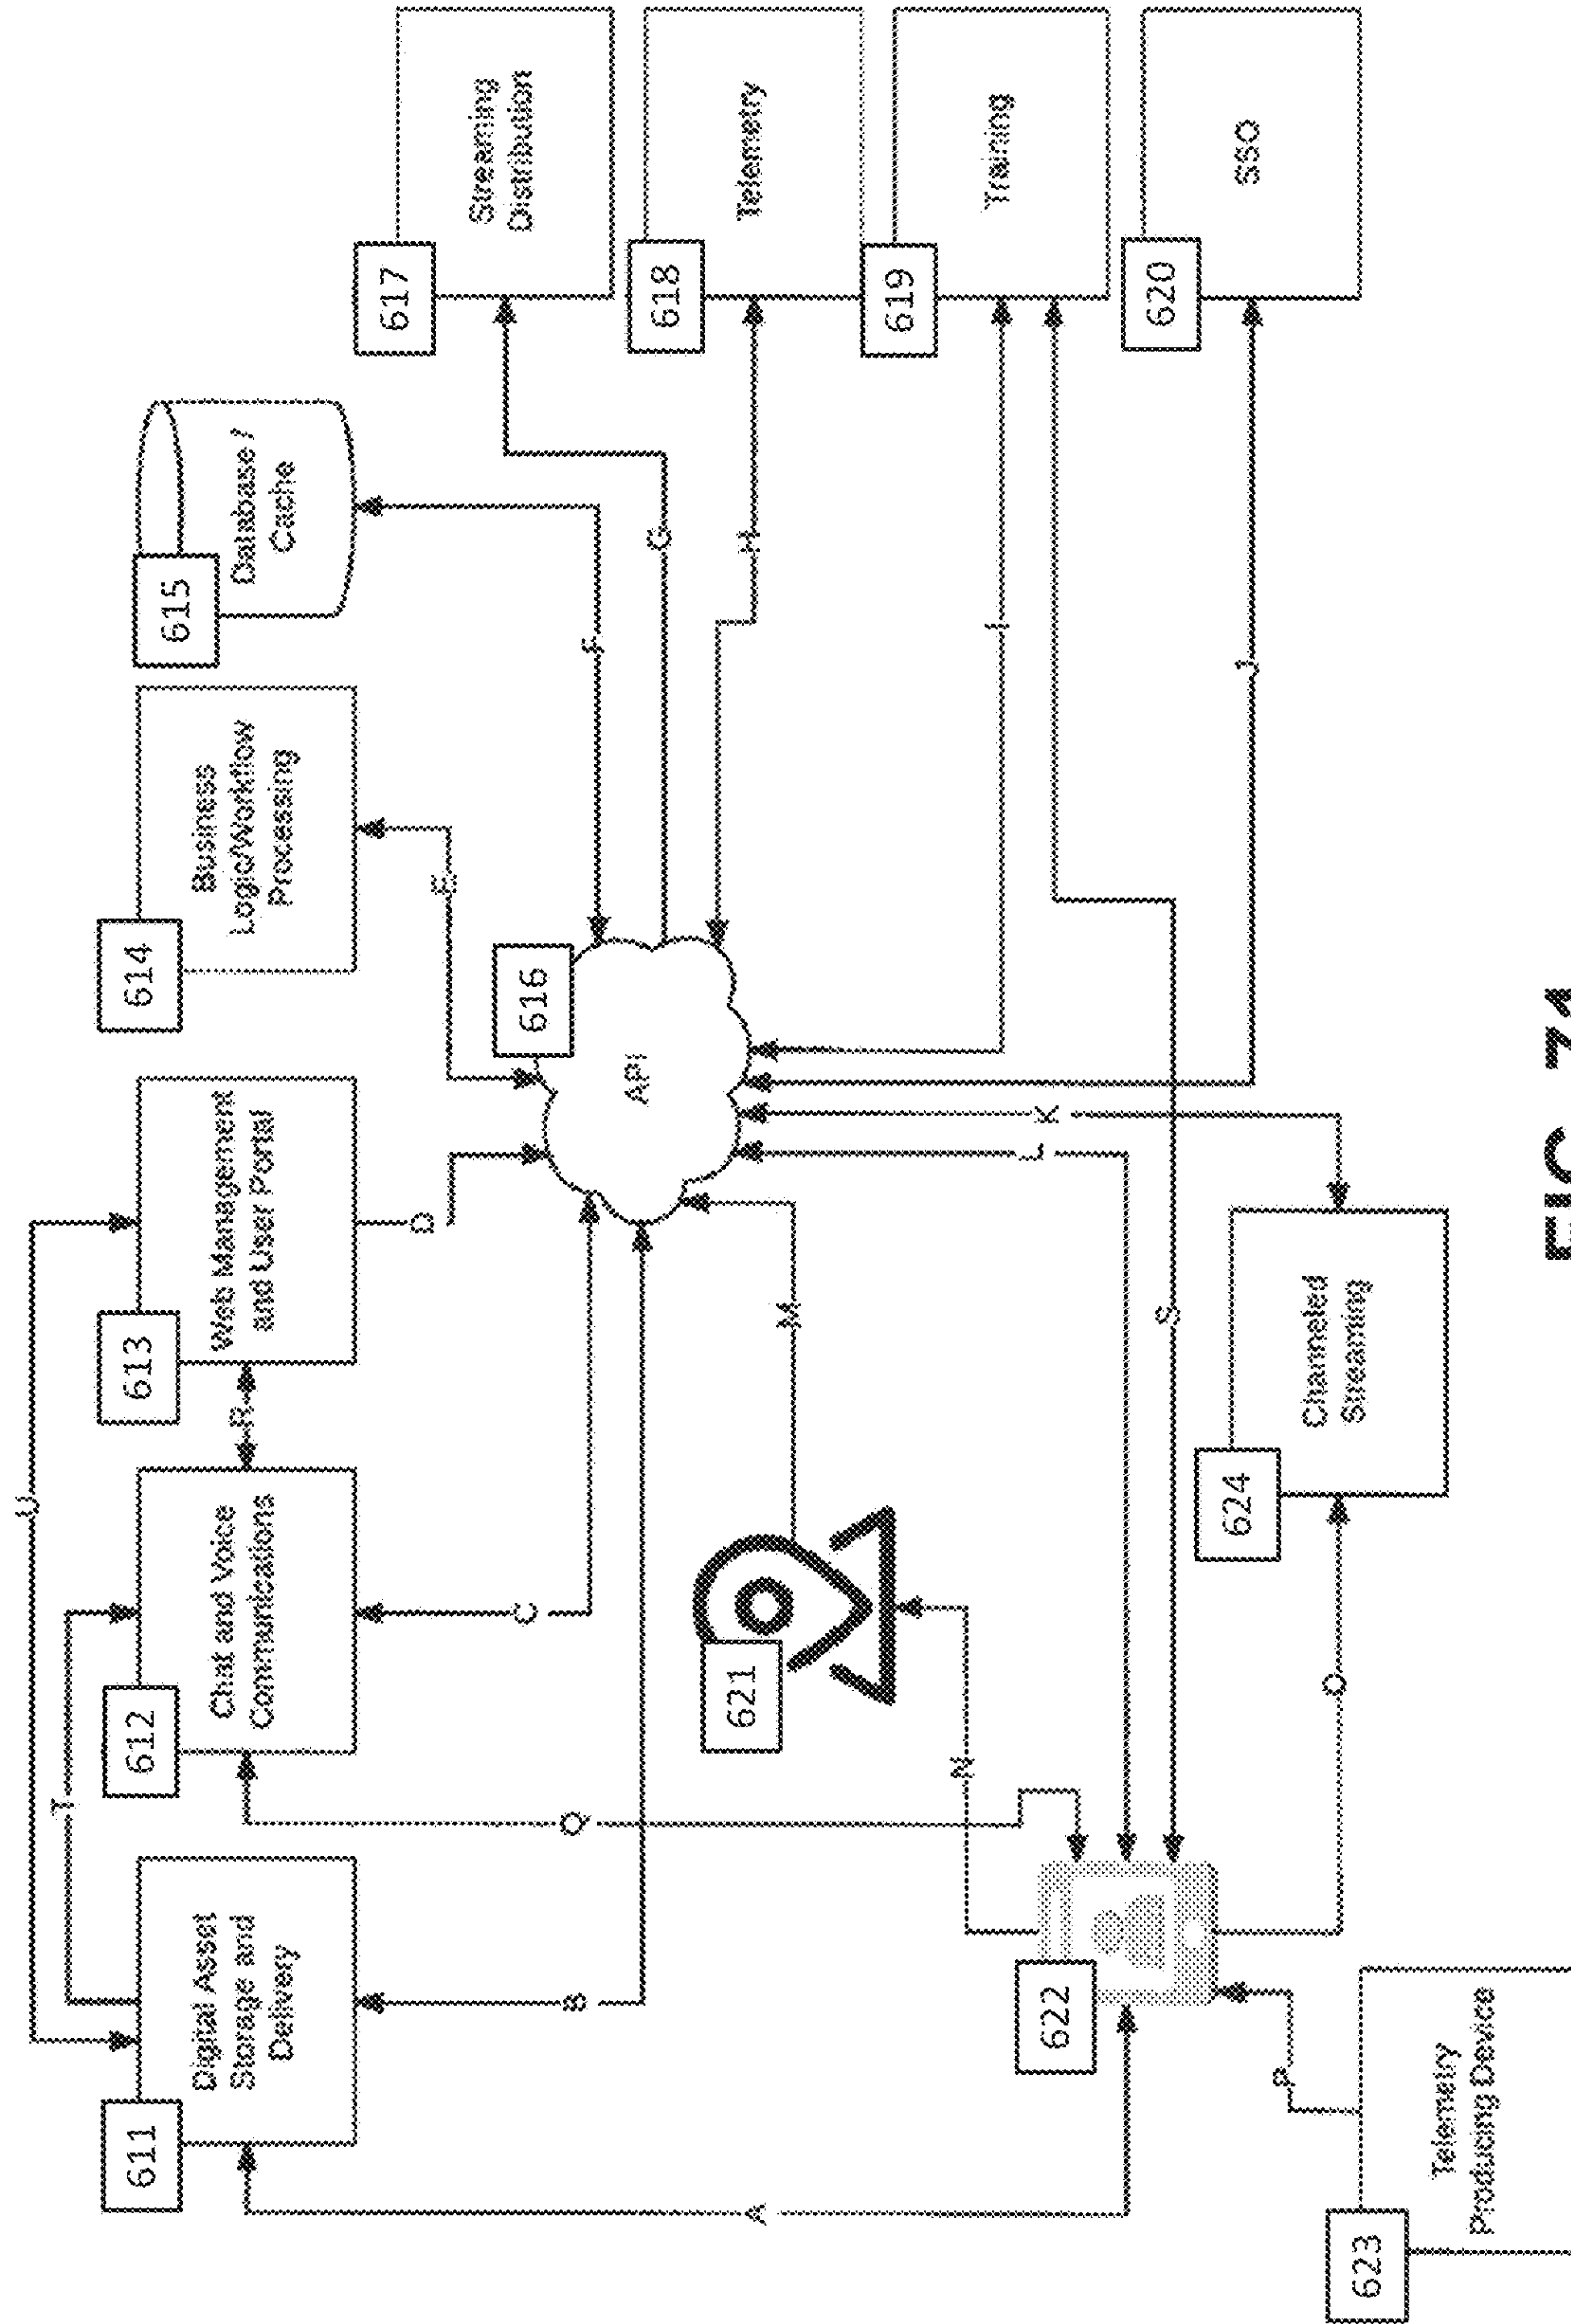 U
T
611
Digital Asset
Storage and
Delivery
612
Chat and Voice
Communications
R
613
Web Management
and User Portal
614
Business
Logic/Workflow
Processing
615
Database /
Cache
A
B
Q
C
D
E
F
616
API
G
H
I
J
K
L
M
N
S
O
P
617
Streaming
Distribution
618
Telemetry
619
Training
620
SSO
621
622
623
Telemetry
Producing Device
624
Channeled
Streaming